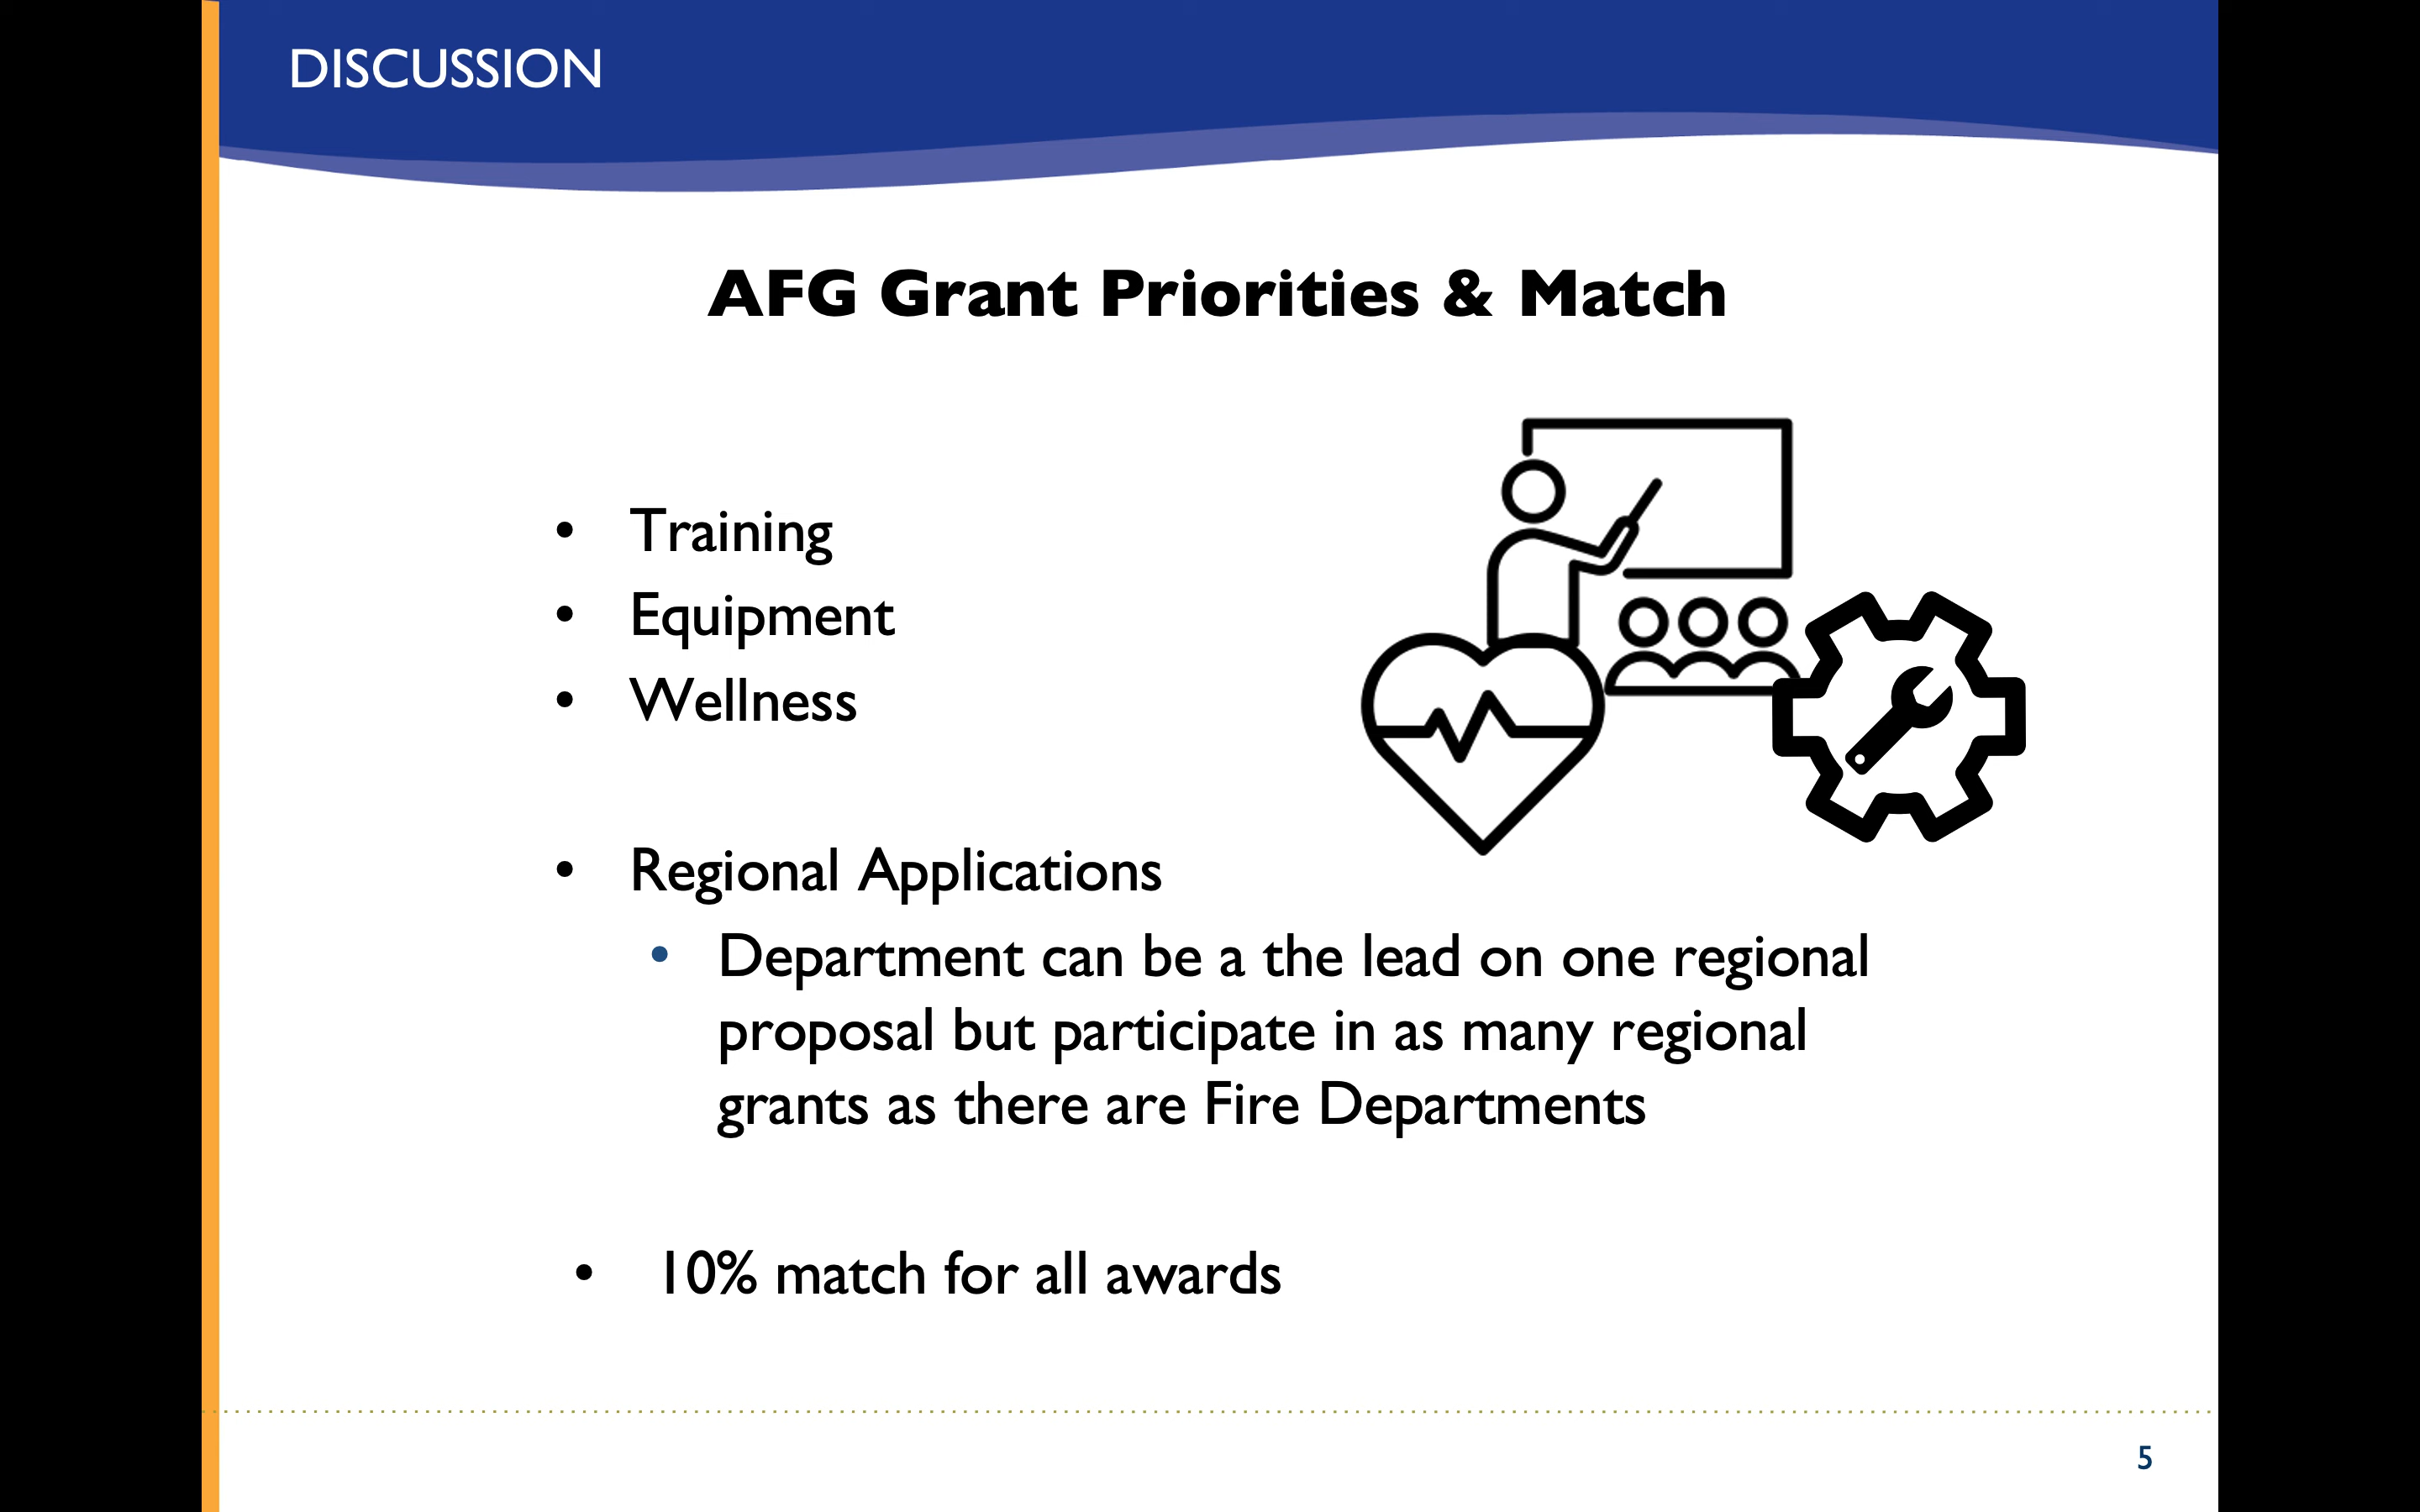 DISCUSSION
AFG Grant Priorities & Match
• Training
• Equipment
• Wellness
• Regional Applications
• Department can be a the lead on one regional
proposal but participate in as many regional
grants as there are Fire Departments
• 10% match for all awards
5